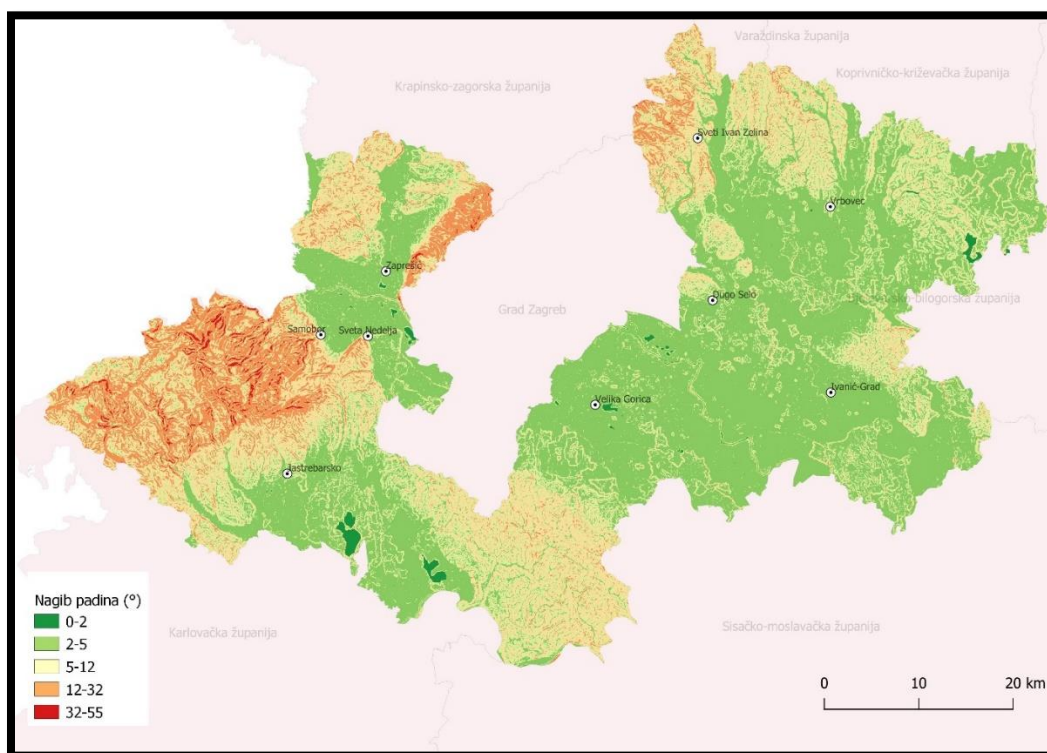 Varaždinska županija
Koprivničko-križevačka županija
Krapinsko-zagorska županija
Sveti Ivan Zelina
Vrbovec
Zaprešić
Dugo Selo
Grad Zagreb
Samobor
Sveta Nedelja
Velika Gorica
Ivanić-Grad
Jastrebarsko
Nagib padina (°)
0-2
2-5
5-12
12-32
32-55
Karlovačka županija
Sisačko-moslavačka županija
0 10 20 km